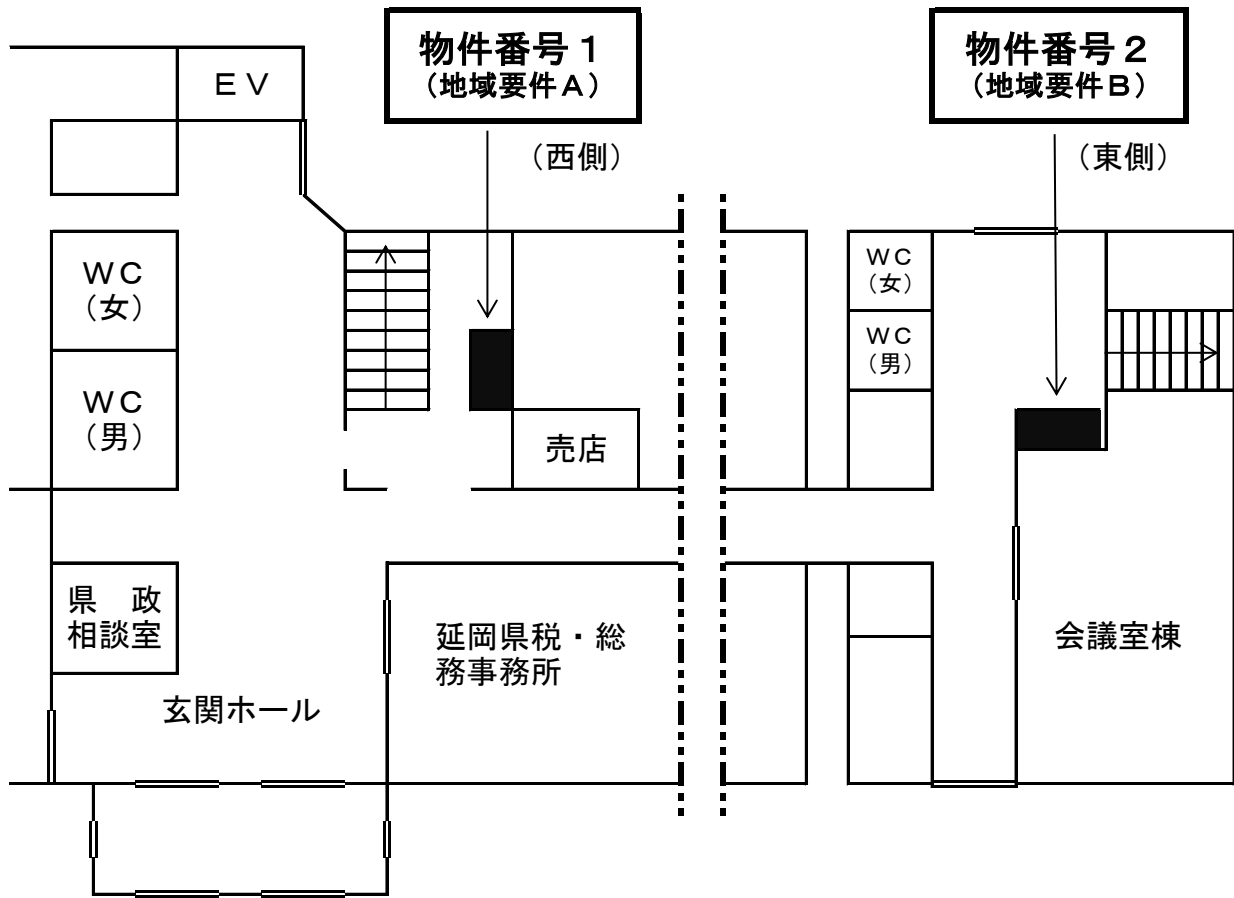 物件番号１
（地域要件Ａ）
物件番号２
（地域要件Ｂ）
ＥＶ
（西側）
（東側）
ＷＣ
（女）
ＷＣ
（男）
ＷＣ
（女）
ＷＣ
（男）
売店
県　政
相談室
延岡県税・総
務事務所
会議室棟
玄関ホール